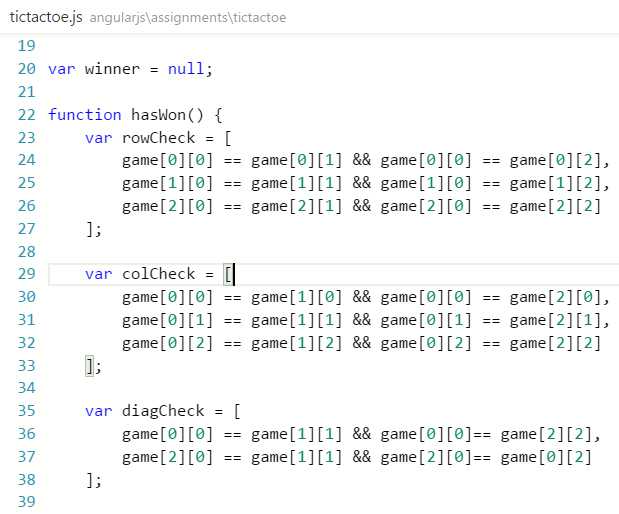 tictactoe.js angularjs\assignments\tictactoe
19
20 var winner = null;
21
22 function hasWon() {
23     var rowCheck = [
24         game[0][0] == game[0][1] && game[0][0] == game[0][2],
25         game[1][0] == game[1][1] && game[1][0] == game[1][2],
26         game[2][0] == game[2][1] && game[2][0] == game[2][2]
27     ];
28
29     var colCheck = [
30         game[0][0] == game[1][0] && game[0][0] == game[2][0],
31         game[0][1] == game[1][1] && game[0][1] == game[2][1],
32         game[0][2] == game[1][2] && game[0][2] == game[2][2]
33     ];
34
35     var diagCheck = [
36         game[0][0] == game[1][1] && game[0][0]== game[2][2],
37         game[2][0] == game[1][1] && game[2][0]== game[0][2]
38     ];
39